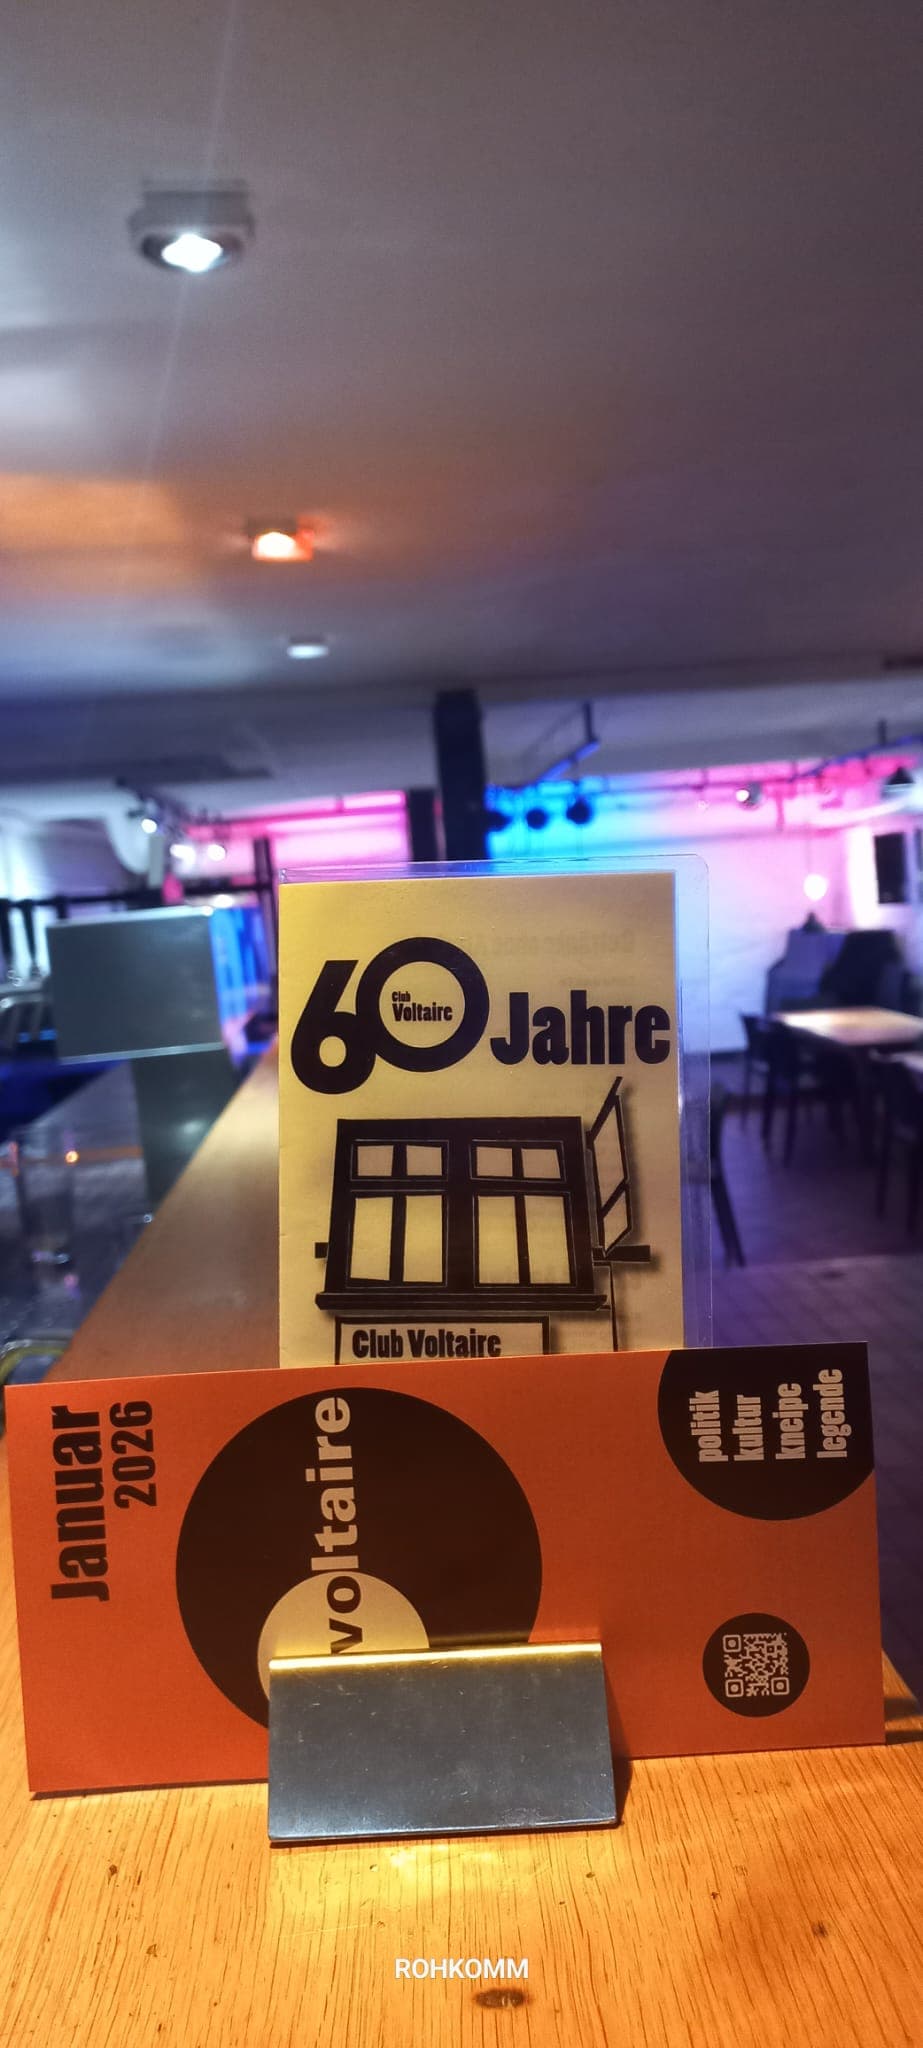 60 Jahre
Club
Voltaire
Club Voltaire
Januar
2026
voltaire
politik
kultur
kneipe
legende
ROHKOMM